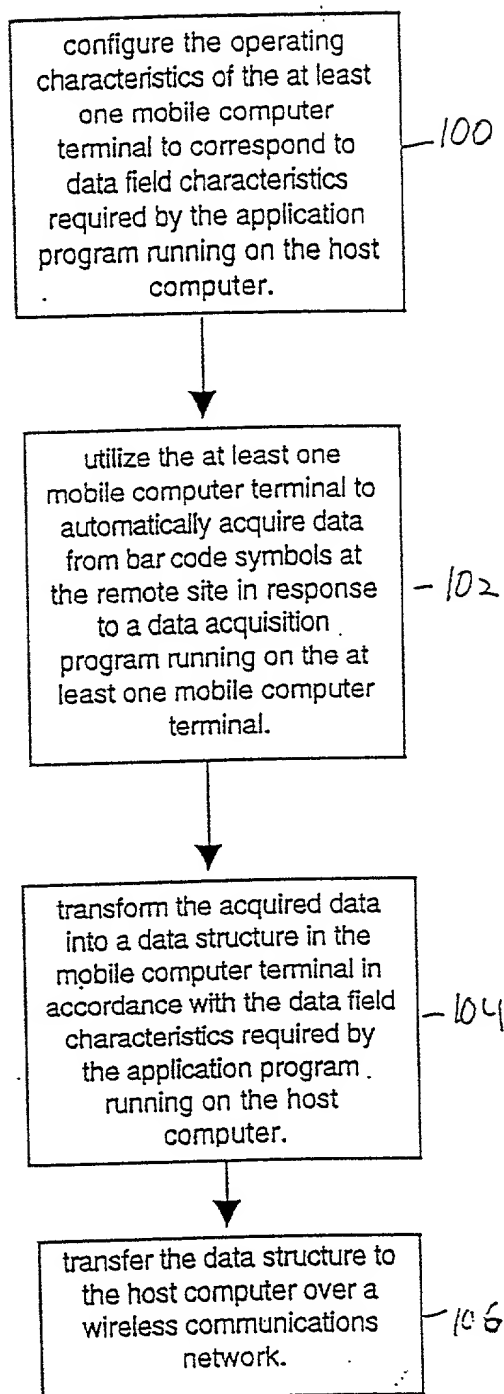 configure the operating
characteristics of the at least
one mobile computer
terminal to correspond to
data field characteristics
required by the application
program running on the host
computer.
100
utilize the at least one
mobile computer terminal to
automatically acquire data
from bar code symbols at
the remote site in response
to a data acquisition
program running on the at
least one mobile computer
terminal.
102
transform the acquired data
into a data structure in the
mobile computer terminal in
accordance with the data field
characteristics required by
the application program
running on the host
computer.
104
transfer the data structure to
the host computer over a
wireless communications
network.
106